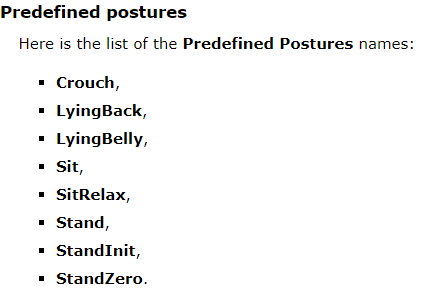 Predefined postures
Here is the list of the Predefined Postures names:
Crouch,
LyingBack,
LyingBelly,
Sit,
SitRelax,
Stand,
StandInit,
StandZero.